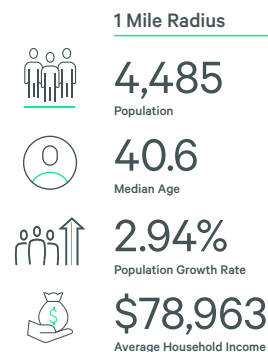 1 Mile Radius
4,485
Population
40.6
Median Age
2.94%
Population Growth Rate
$
$78,963
Average Household Income